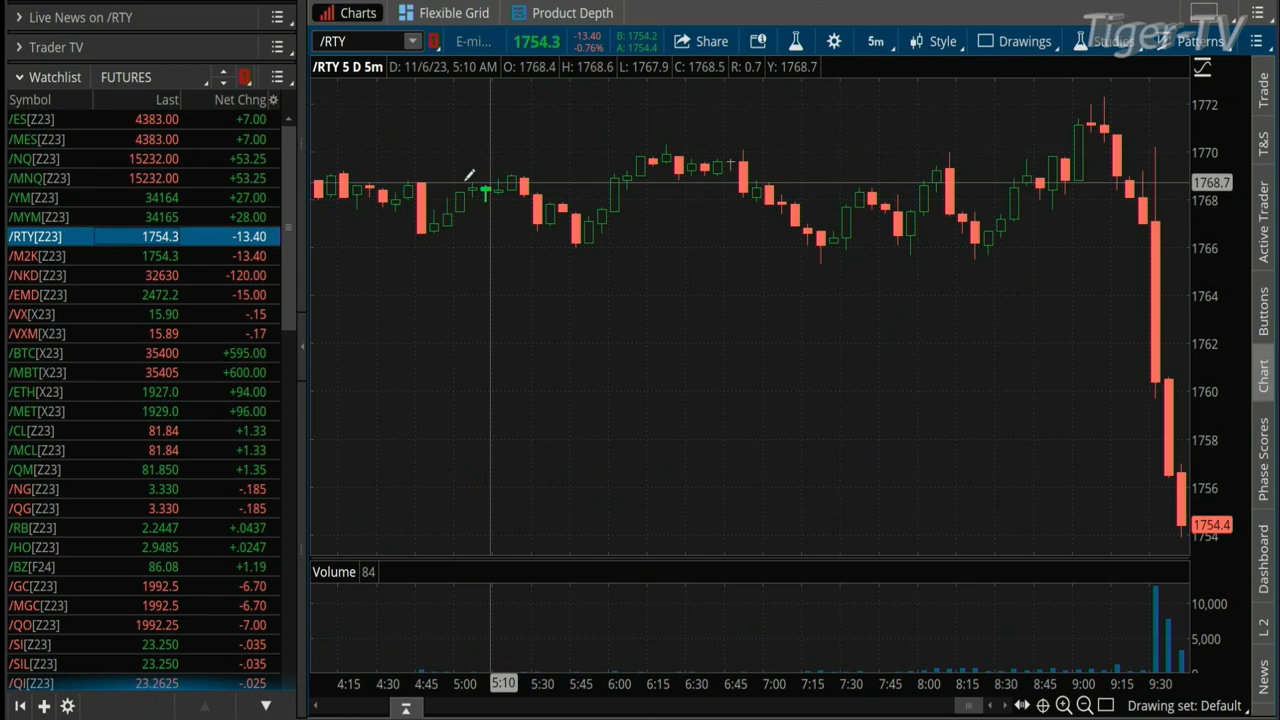 Live News on /RTY
Trader TV
Watchlist FUTURES
Symbol Last Net Chng
/ES[Z23] 4383.00 +7.00
/MES[Z23] 4383.00 +7.00
/NQ[Z23] 15232.00 +53.25
/MNQ[Z23] 15232.00 +53.25
/YM[Z23] 34164 +27.00
/MYM[Z23] 34165 +28.00
/RTY[Z23] 1754.3 -13.40
/M2K[Z23] 1754.3 -13.40
/NKD[Z23] 32630 -120.00
/EMD[Z23] 2472.2 -15.00
/VX[X23] 15.90 -.15
/VXM[X23] 15.89 -.17
/BTC[X23] 35400 +595.00
/MBT[X23] 35405 +600.00
/ETH[X23] 1927.0 +94.00
/MET[X23] 1929.0 +96.00
/CL[Z23] 81.84 +1.33
/MCL[Z23] 81.84 +1.33
/QM[Z23] 81.850 +1.35
/NG[Z23] 3.330 -.185
/QG[Z23] 3.330 -.185
/RB[Z23] 2.2447 +.0437
/HO[Z23] 2.9485 +.0247
/BZ[F24] 86.08 +1.19
/GC[Z23] 1992.5 -6.70
/MGC[Z23] 1992.5 -6.70
/QO[Z23] 1992.25 -7.00
/SI[Z23] 23.250 -.035
/SIL[Z23] 23.250 -.035
/QI[Z23] 23.2625 -.025
Charts Flexible Grid Product Depth
Tiger TV
/RTY E-mi... 1754.3 -13.40 -0.76% B: 1754.2 A: 1754.4 Share 5m Style Drawings Studies Patterns
/RTY 5 D 5m D: 11/6/23, 5:10 AM O: 1768.4 H: 1768.6 L: 1767.9 C: 1768.5 R: 0.7 Y: 1768.7
1772
1770
1768.7
1768
1766
1764
1762
1760
1758
1756
1754.4
1754
Volume 84
10,000
5,000
4:15 4:30 4:45 5:00 5:10 5:30 5:45 6:00 6:15 6:30 6:45 7:00 7:15 7:30 7:45 8:00 8:15 8:30 8:45 9:00 9:15 9:30
Drawing set: Default
Trade
T&S
Active Trader
Buttons
Chart
Phase Scores
Dashboard
L 2
News